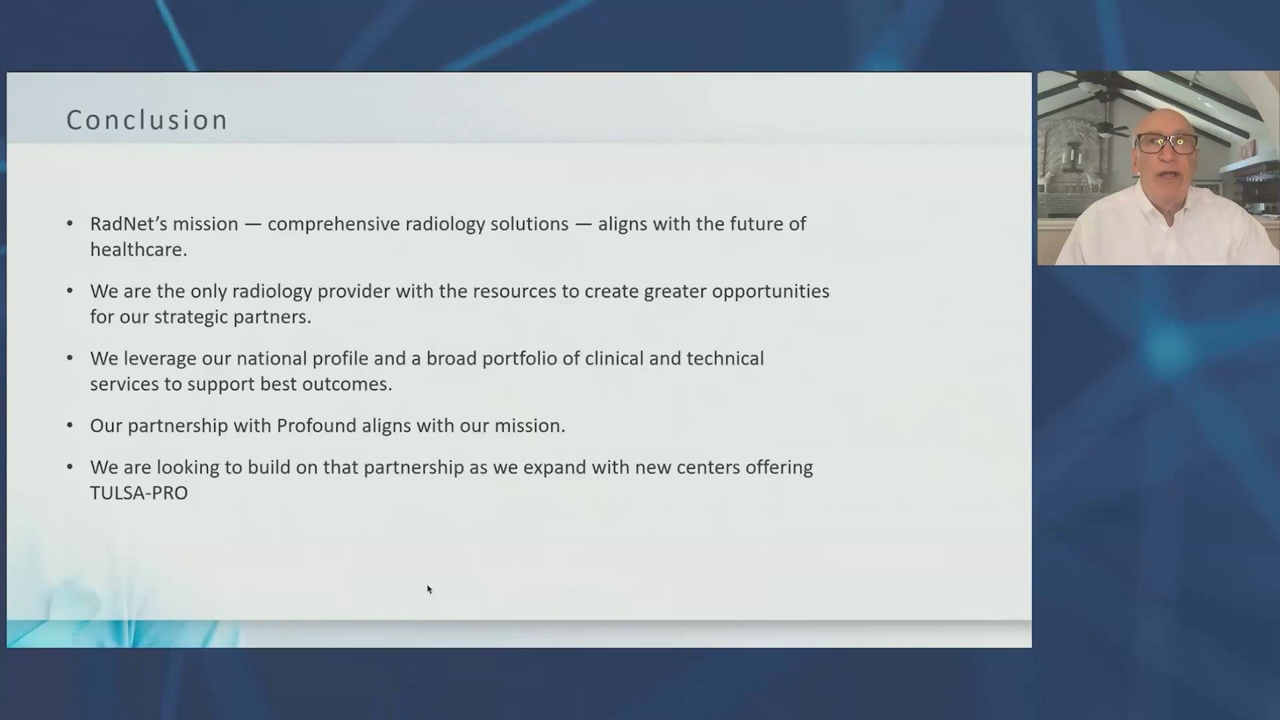 Conclusion
• RadNet’s mission — comprehensive radiology solutions — aligns with the future of
healthcare.
• We are the only radiology provider with the resources to create greater opportunities
for our strategic partners.
• We leverage our national profile and a broad portfolio of clinical and technical
services to support best outcomes.
• Our partnership with Profound aligns with our mission.
• We are looking to build on that partnership as we expand with new centers offering
TULSA-PRO